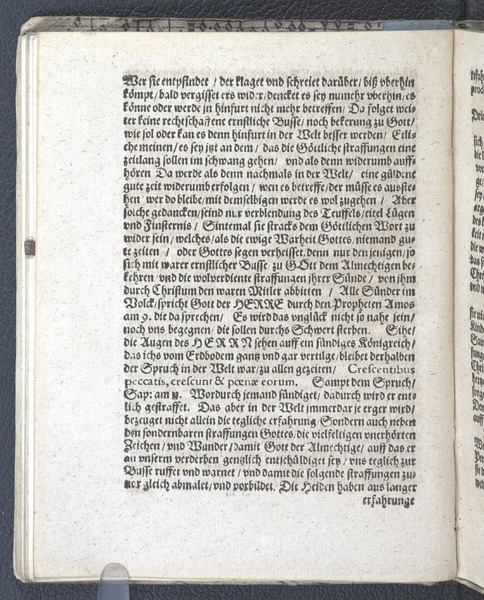 Wer sie entpfindet / der klaget vnd schreiet darüber / biß vberhin
kömpt / bald vergisset ers wider / dencket es sey numehr vberhin / es
könne oder werde jn hinfurt nicht mehr betreffen / Da folget wei-
ter keine rechtschaffene ernstliche Busse / noch bekerung zu Gott /
wie sol oder kan es denn hinfurt in der Welt besser werden / Etli-
che meinen / es sey jtzt an dem / das die Göttliche straffungen eine
zeitlang sollen im schwang gehen / vnd als denn widerumb auff-
hören Da werde als denn nachmals in der Welt / eine güldene
gute zeit widerumb erfolgen / wen es betreffe / der müsse es ausste-
hen / wer do bleibe / mit demselbigen werde es wol zugehen / Aber
solche gedancken / seind nur verblendung des Teuffels / eitel Lügen
vnd Finsternis / Sintemal sie stracks dem Göttlichen Wort zu
wider sein / welches / als die ewige Warheit Gottes / niemand gu-
te zeiten / oder Gottes segen verheisset, denn nur den jenigen / so
sich mit warer ernstlicher Busse / zu GOtt dem Almechtigen be-
kehren / vnd die wolverdiente straffungen jhrer Sünde / von jhm
durch Christum den waren Mitler abbitten / Alle Sünder im
Volck / spricht Gott der HERRE durch den Propheten Amos
am 9. die da sprechen / Es wird das vnglück nicht so nahe sein /
noch vns begegnen / die sollen durchs Schwert sterben. Sihe /
die Augen des HERRN sehen auff ein sündiges Königreich /
das ichs vom Erdbodem gantz vnd gar vertilge / bleibet derhalben
der Spruch in der Welt war / zu allen gezeiten / Crescentibus
peccatis, crescunt & pœnæ eorum. Sampt dem Spruch /
Sap: am 11. Wordurch jemand sündiget / dadurch wird er ent-
lich gestraffet. Das aber in der Welt immerdar je erger wird /
bezeuget nicht allein die tegliche erfahrung / Sondern auch neben
den sondernbaren straffungen Gottes / die vielfeltigen vnerhörten
Zeichen / vnd Wunder / damit Gott der Almechtige / auff das er
an vnserm verderben gentzlich entschüldiget sey / vns teglich zur
Busse ruffet vnd warnet / vnd damit die folgende straffungen zu-
uor gleich abmalet / vnd vorbildet. Die Heiden haben aus langer
erfahrunge